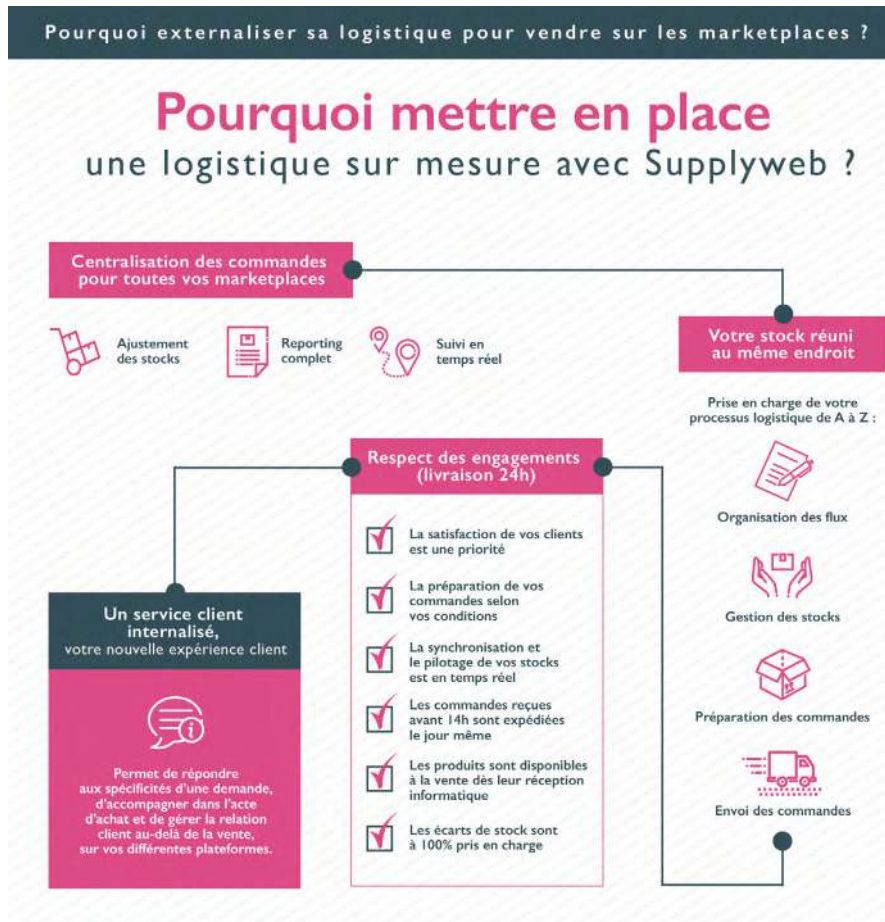 Pourquoi externaliser sa logistique pour vendre sur les marketplaces ?
Pourquoi mettre en place
une logistique sur mesure avec Supplyweb ?
Centralisation des commandes
pour toutes vos marketplaces
Ajustement
des stocks
Reporting
complet
Suivi en
temps réel
Votre stock réuni
au même endroit
Prise en charge de votre
processus logistique de A à Z :
Organisation des flux
Gestion des stocks
Préparation des commandes
Envoi des commandes
Respect des engagements
(livraison 24h)
La satisfaction de vos clients
est une priorité
La préparation de vos
commandes selon
vos conditions
La synchronisation et
le pilotage de vos stocks
est en temps réel
Les commandes reçues
avant 14h sont expédiées
le jour même
Les produits sont disponibles
à la vente dès leur réception
informatique
Les écarts de stock sont
à 100% pris en charge
Un service client
internalisé,
votre nouvelle expérience client
Permet de répondre
aux spécificités d'une demande,
d'accompagner dans l'acte
d'achat et de gérer la relation
client au-delà de la vente,
sur vos différentes plateformes.